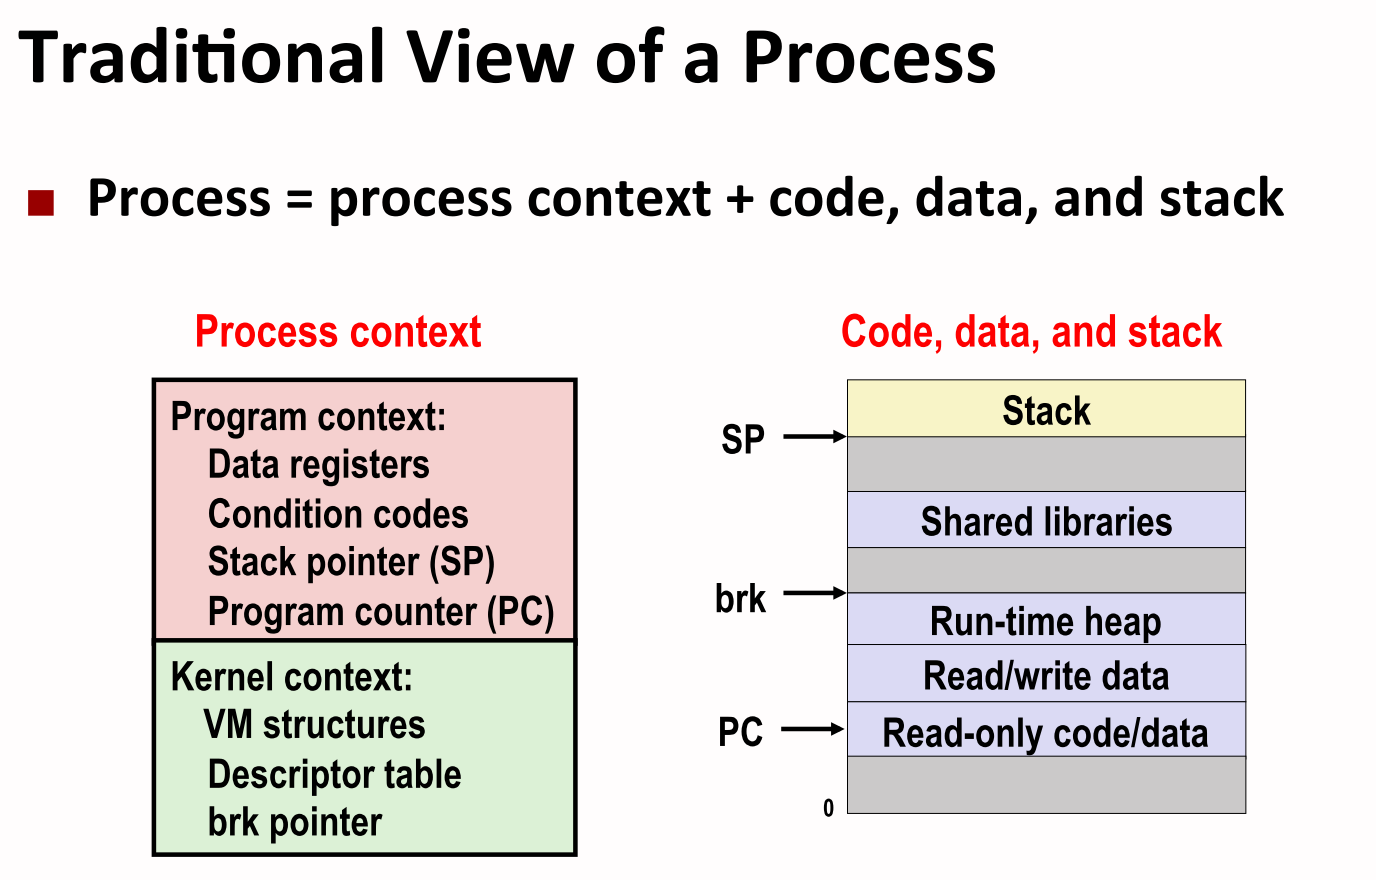 Traditional View of a Process
Process = process context + code, data, and stack
Process context
Program context:
Data registers
Condition codes
Stack pointer (SP)
Program counter (PC)
Kernel context:
VM structures
Descriptor table
brk pointer
Code, data, and stack
Stack
SP
Shared libraries
brk
Run-time heap
Read/write data
PC
Read-only code/data
0